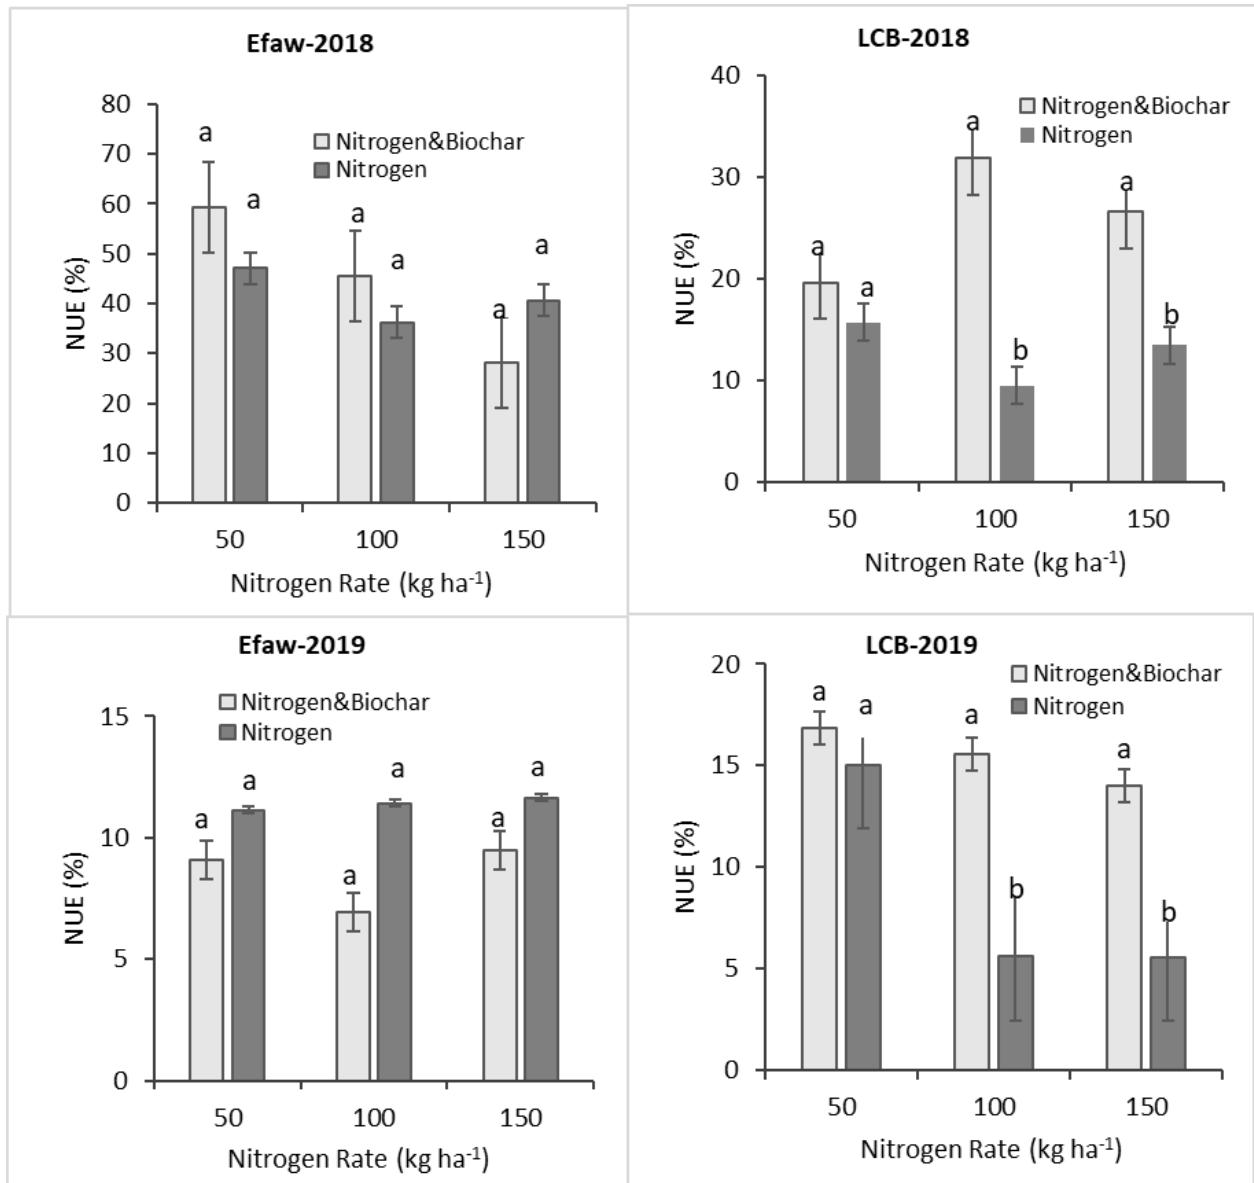 Efaw-2018
80
70
60
50
40
30
20
10
0
NUE (%)
Nitrogen&Biochar
Nitrogen
a
a
a
a
a
a
50 100 150
Nitrogen Rate (kg ha⁻¹)
LCB-2018
40
30
20
10
0
NUE (%)
Nitrogen&Biochar
Nitrogen
a
a
a
b
a
b
50 100 150
Nitrogen Rate (kg ha⁻¹)
Efaw-2019
15
10
5
0
NUE (%)
Nitrogen&Biochar
Nitrogen
a
a
a
a
a
a
50 100 150
Nitrogen Rate (kg ha⁻¹)
LCB-2019
20
15
10
5
0
NUE (%)
Nitrogen&Biochar
Nitrogen
a
a
a
b
a
b
50 100 150
Nitrogen Rate (kg ha⁻¹)